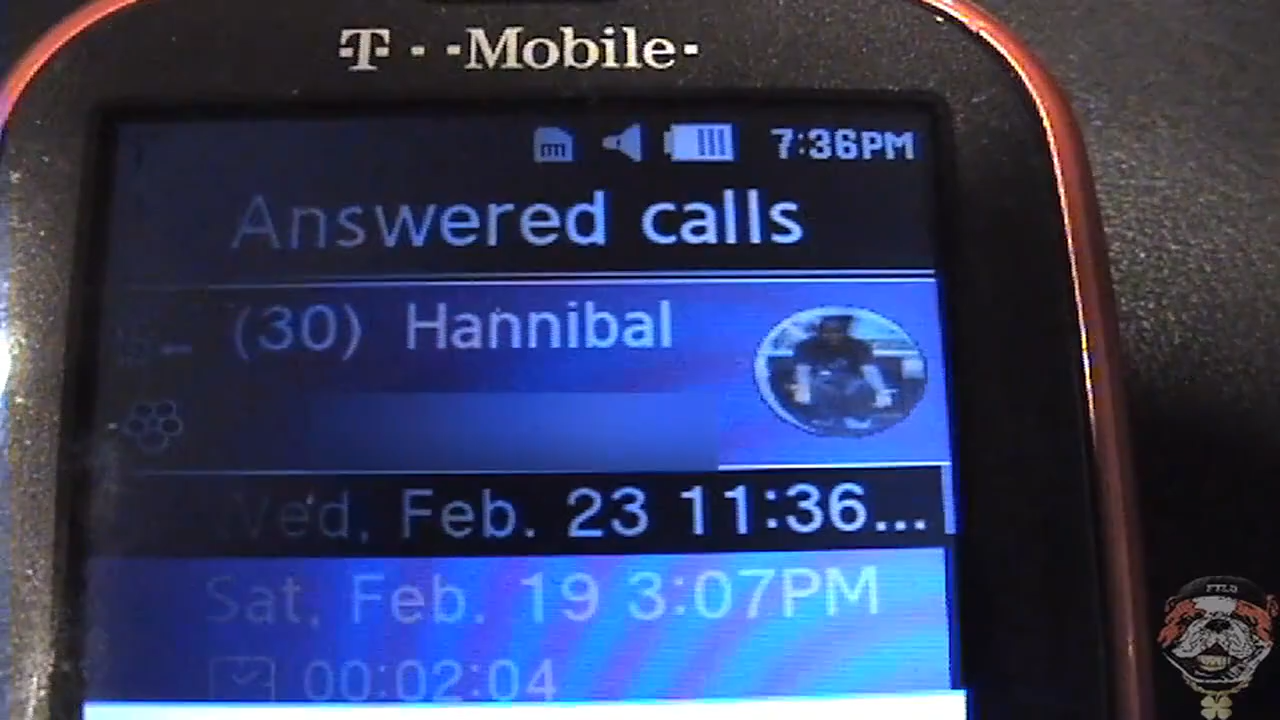 T··Mobile·
7:36PM
Answered calls
(30) Hannibal
Wed, Feb. 23 11:36...
Sat, Feb. 19 3:07PM
00:02:04